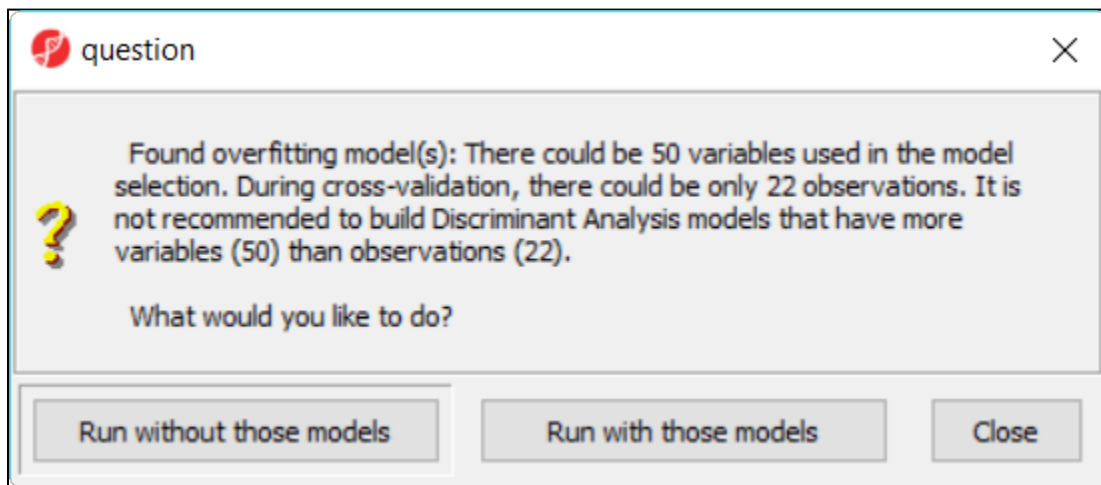 question
Found overfitting model(s): There could be 50 variables used in the model
selection. During cross-validation, there could be only 22 observations. It is
not recommended to build Discriminant Analysis models that have more
variables (50) than observations (22).
What would you like to do?
Run without those models
Run with those models
Close